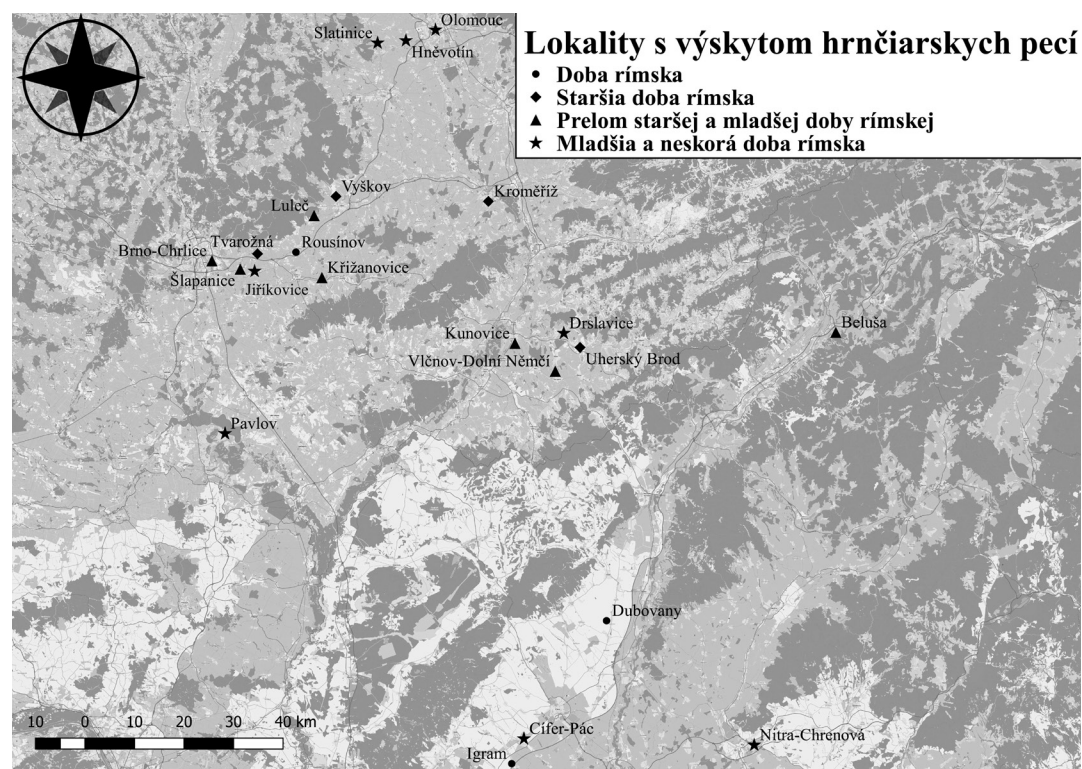 Lokality s výskytom hrnčiarskych pecí
Doba rímska
Staršia doba rímska
Prelom staršej a mladšej doby rímskej
Mladšia a neskorá doba rímska
Olomouc
Slatinice
Hněvotín
Vyškov
Kroměříž
Luleč
Tvarožná
Rousínov
Brno-Chrlice
Šlapanice
Jiříkovice
Křižanovice
Drslavice
Beluša
Kunovice
Uherský Brod
Vlčnov-Dolní Němčí
Pavlov
Dubovany
10 0 10 20 30 40 km
Cífer-Pác
Nitra-Chrenová
Igram